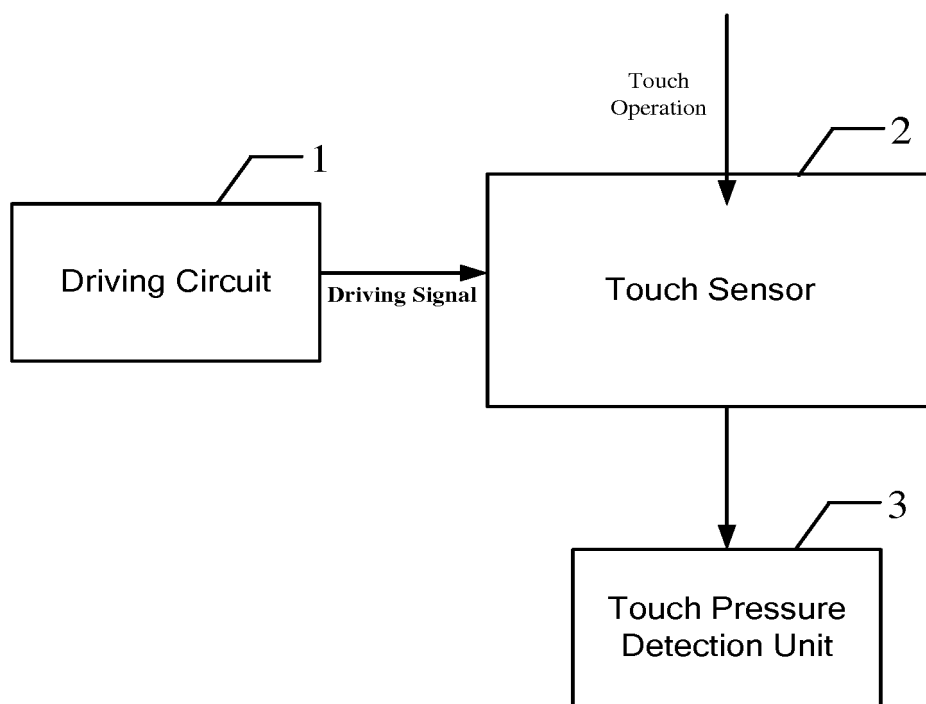 Touch
Operation
2
1
Driving Circuit
Driving Signal
Touch Sensor
3
Touch Pressure
Detection Unit